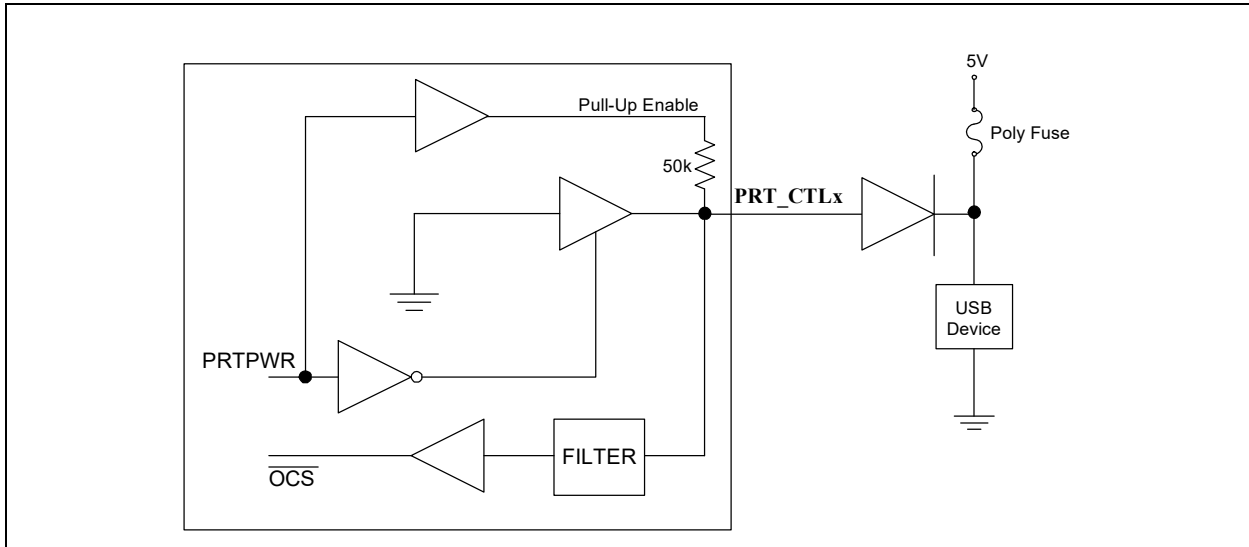 5V
Pull-Up Enable
Poly Fuse
50k
PRT_CTLx
USB
Device
PRTPWR
FILTER
OCS